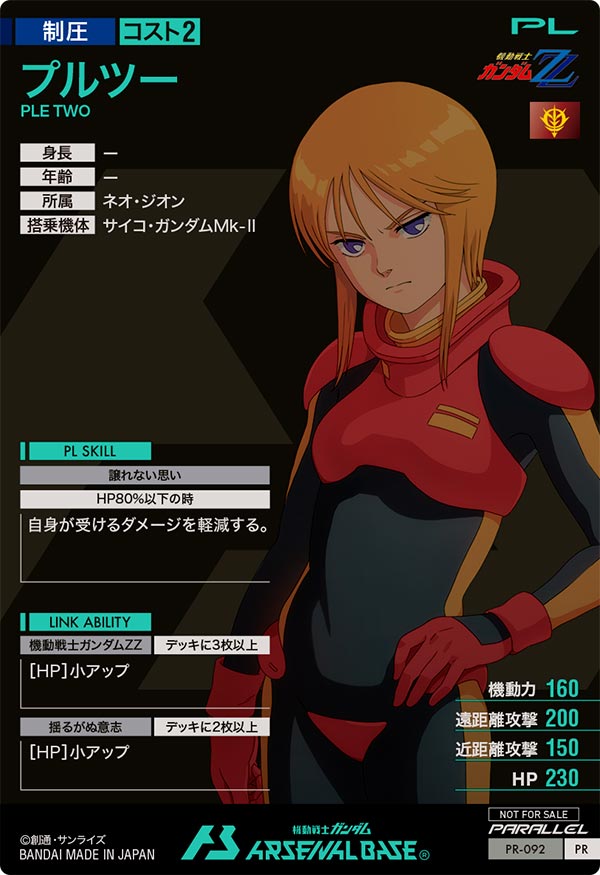 制圧 コスト2
PL
プルツー
PLE TWO
機動戦士
ガンダムZZ
身長 ー
年齢 ー
所属 ネオ・ジオン
搭乗機体 サイコ・ガンダムMk-II
PL SKILL
譲れない思い
HP80%以下の時
自身が受けるダメージを軽減する。
LINK ABILITY
機動戦士ガンダムZZ デッキに3枚以上
[HP]小アップ
揺るがぬ意志 デッキに2枚以上
[HP]小アップ
機動力 160
遠距離攻撃 200
近距離攻撃 150
HP 230
©創通・サンライズ
BANDAI MADE IN JAPAN
機動戦士ガンダム
ARSENAL BASE®
NOT FOR SALE
PARALLEL
PR-092 PR